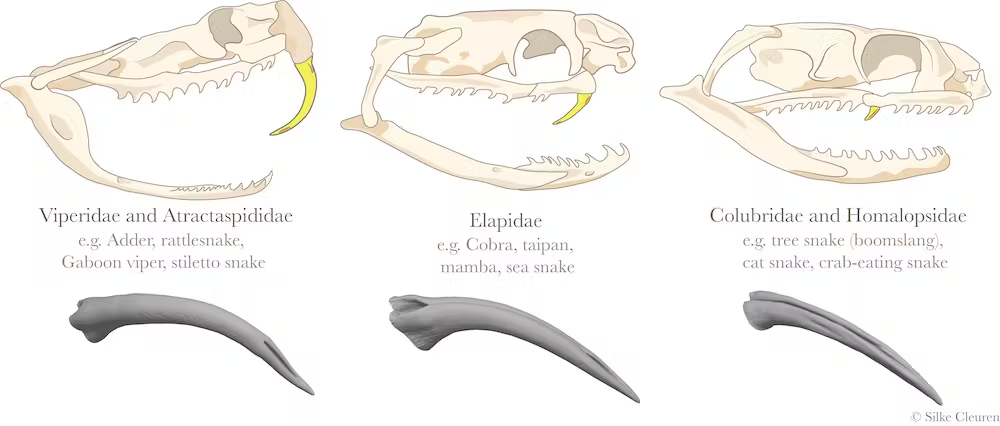 Viperidae and Atractaspididae
e.g. Adder, rattlesnake,
Gaboon viper, stiletto snake
Elapidae
e.g. Cobra, taipan,
mamba, sea snake
Colubridae and Homalopsidae
e.g. tree snake (boomslang),
cat snake, crab-eating snake
© Silke Cleuren